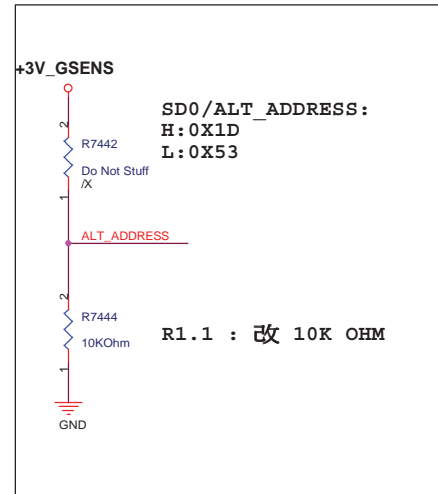 +3V_GSENS
SD0/ALT_ADDRESS:
H:0X1D
L:0X53
2
R7442
Do Not Stuff
/X
1
ALT_ADDRESS
2
R7444
10KOhm
R1.1 : 改 10K OHM
1
GND